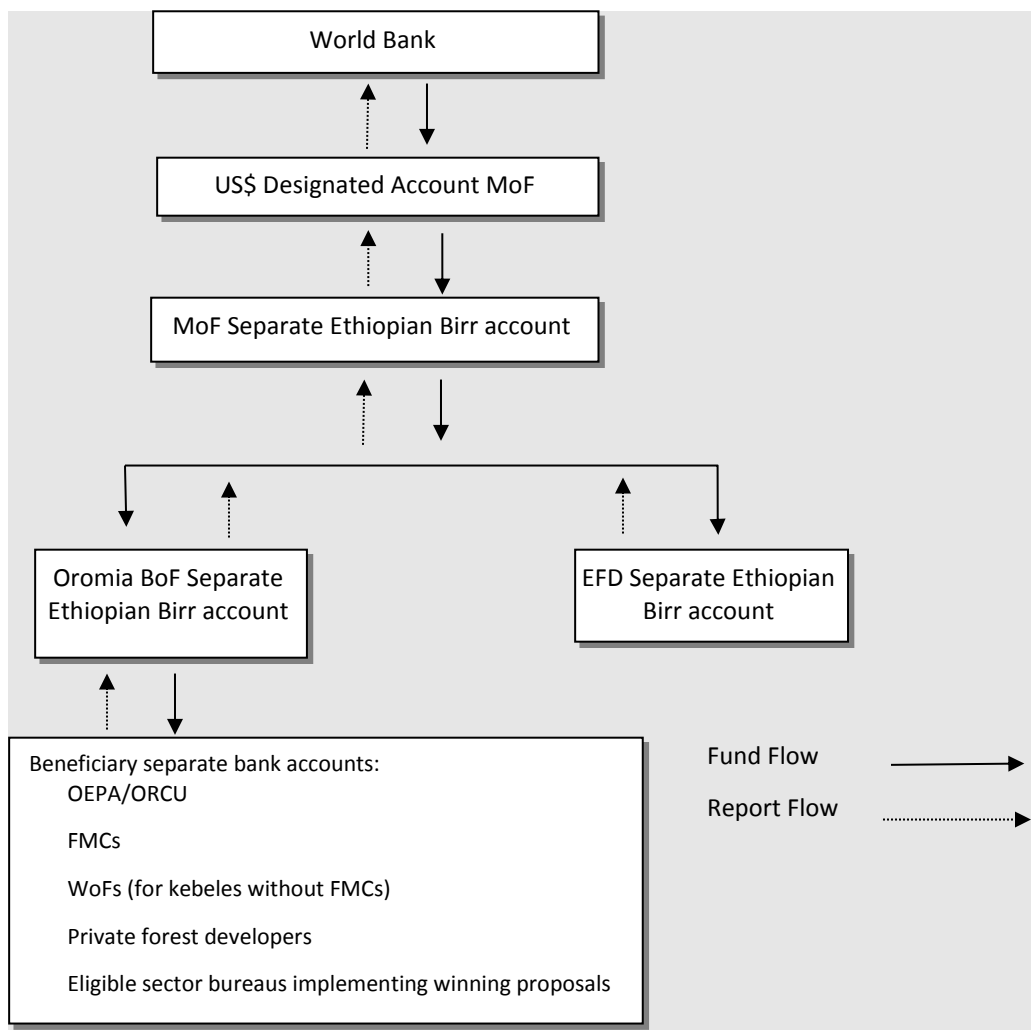 World Bank
US$ Designated Account MoF
MoF Separate Ethiopian Birr account
Oromia BoF Separate
Ethiopian Birr account
EFD Separate Ethiopian
Birr account
Beneficiary separate bank accounts:
OEPA/ORCU
FMCs
WoFs (for kebeles without FMCs)
Private forest developers
Eligible sector bureaus implementing winning proposals
Fund Flow
Report Flow